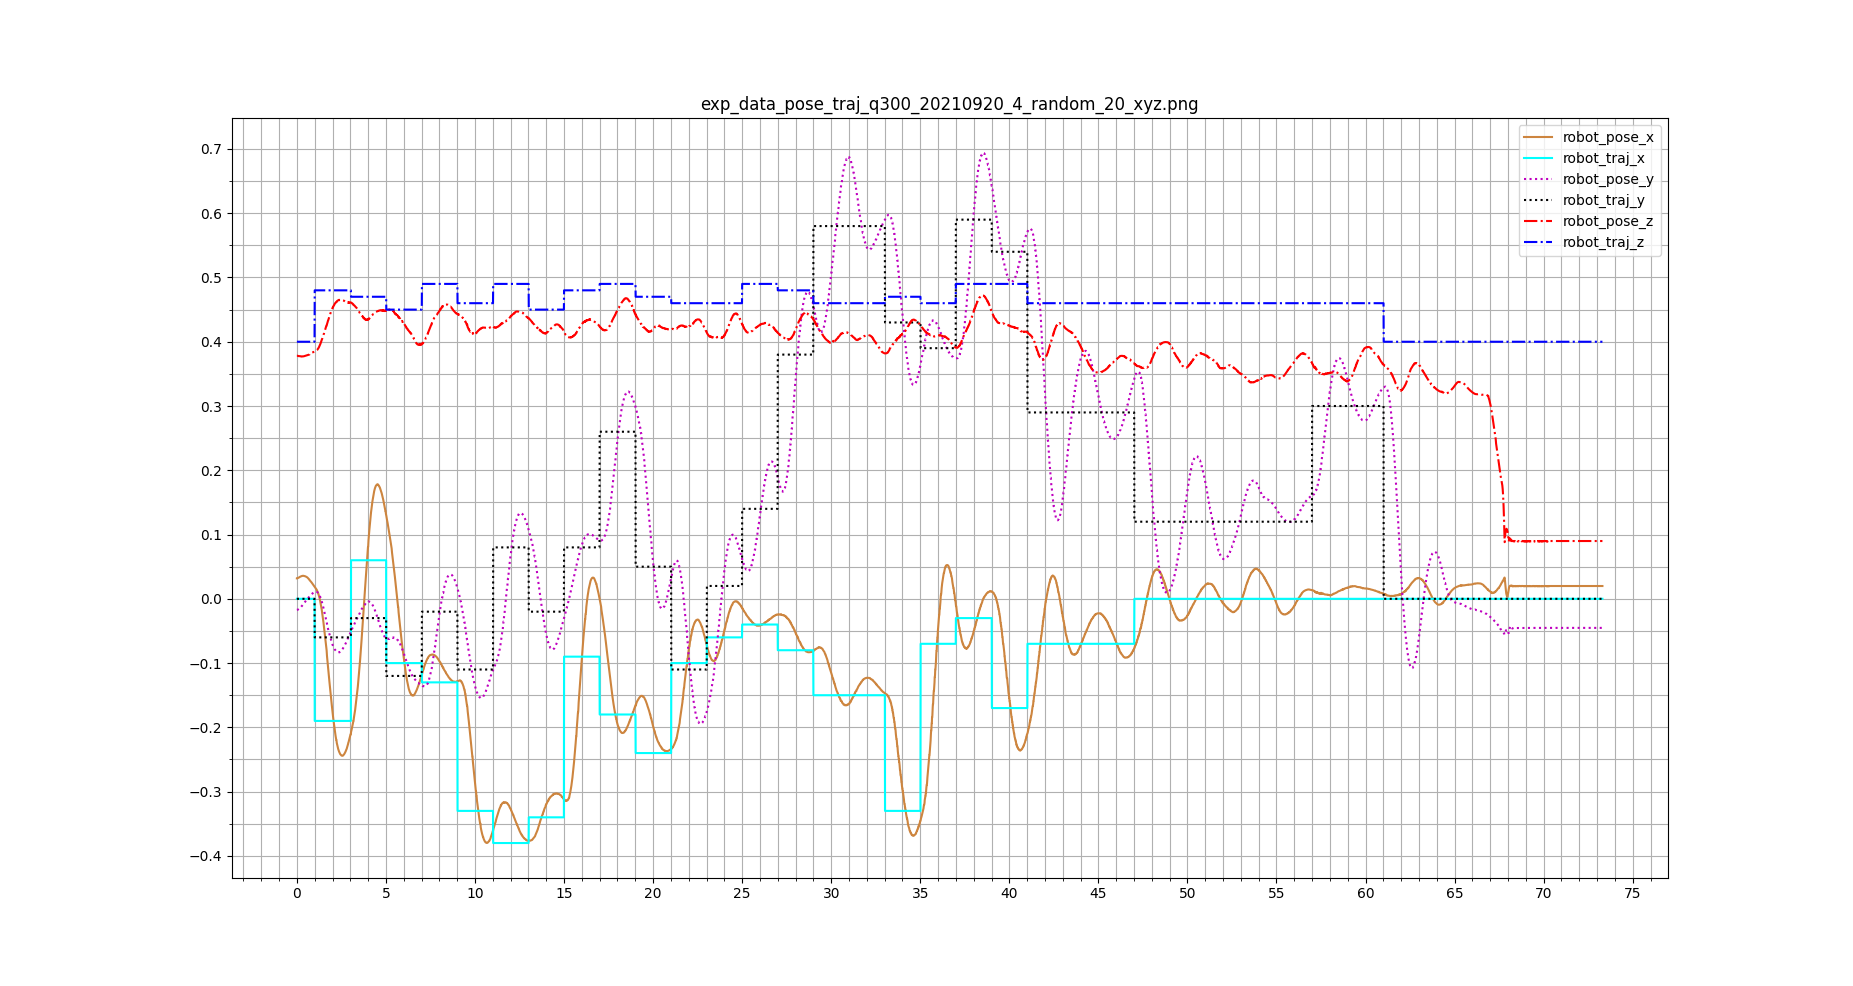 exp_data_pose_traj_q300_20210920_4_random_20_xyz.png
robot_pose_x
robot_traj_x
robot_pose_y
robot_traj_y
robot_pose_z
robot_traj_z
0.7
0.6
0.5
0.4
0.3
0.2
0.1
0.0
−0.1
−0.2
−0.3
−0.4
0 5 10 15 20 25 30 35 40 45 50 55 60 65 70 75